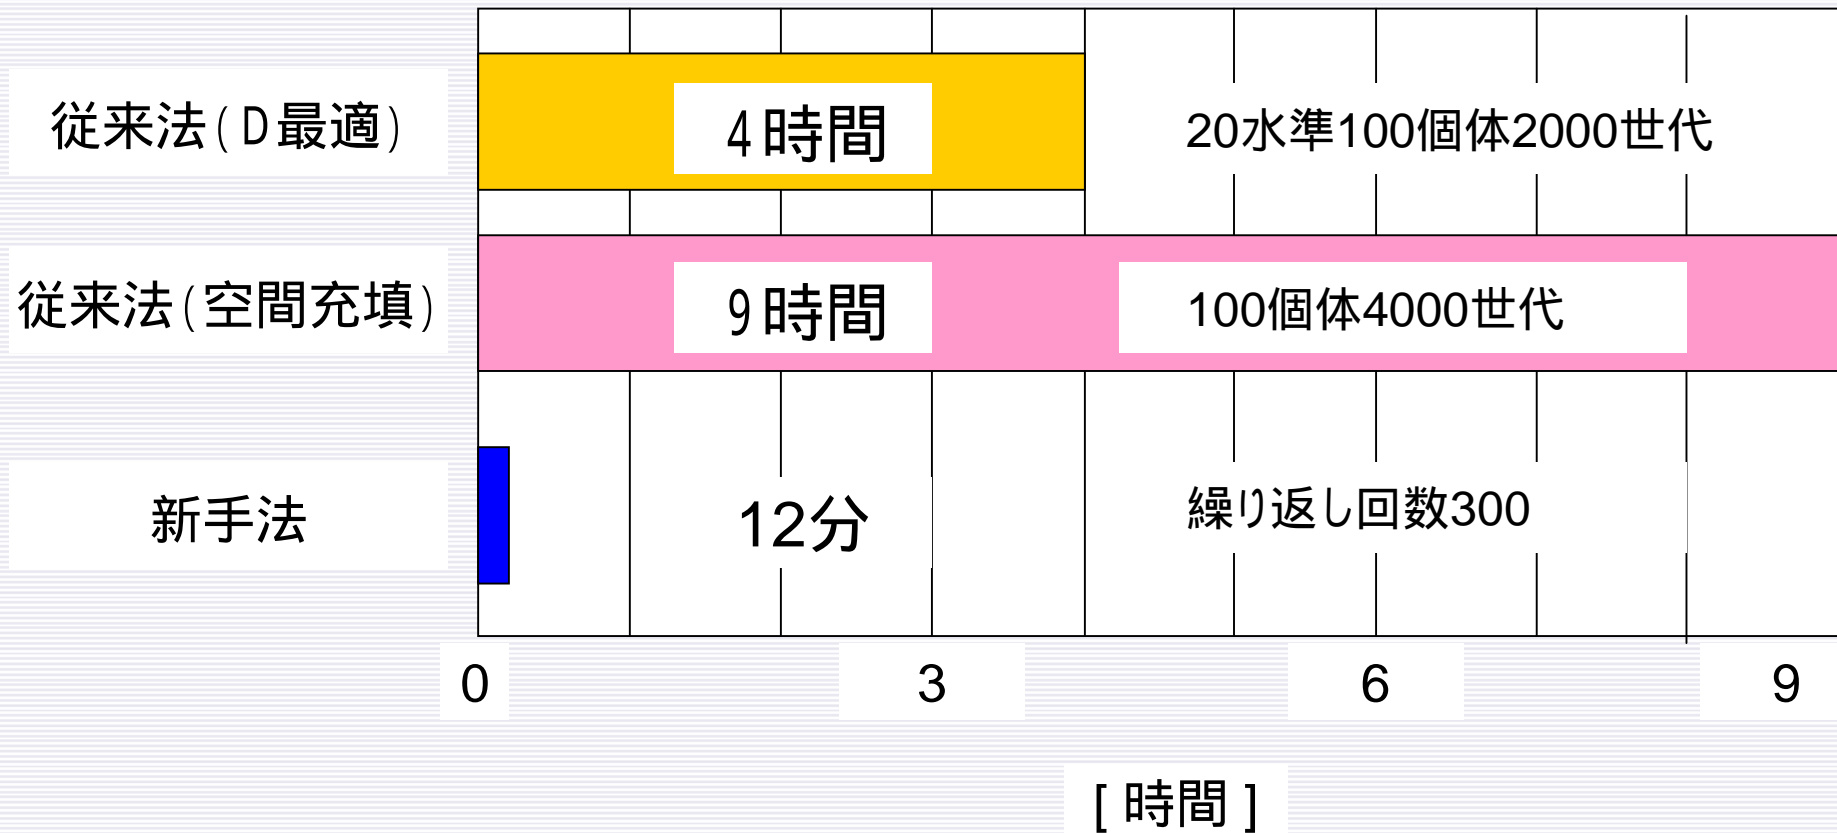 従来法(D最適)
4時間
20水準100個体2000世代
従来法(空間充填)
9時間
100個体4000世代
新手法
12分
繰り返し回数300
0 3 6 9
[時間]